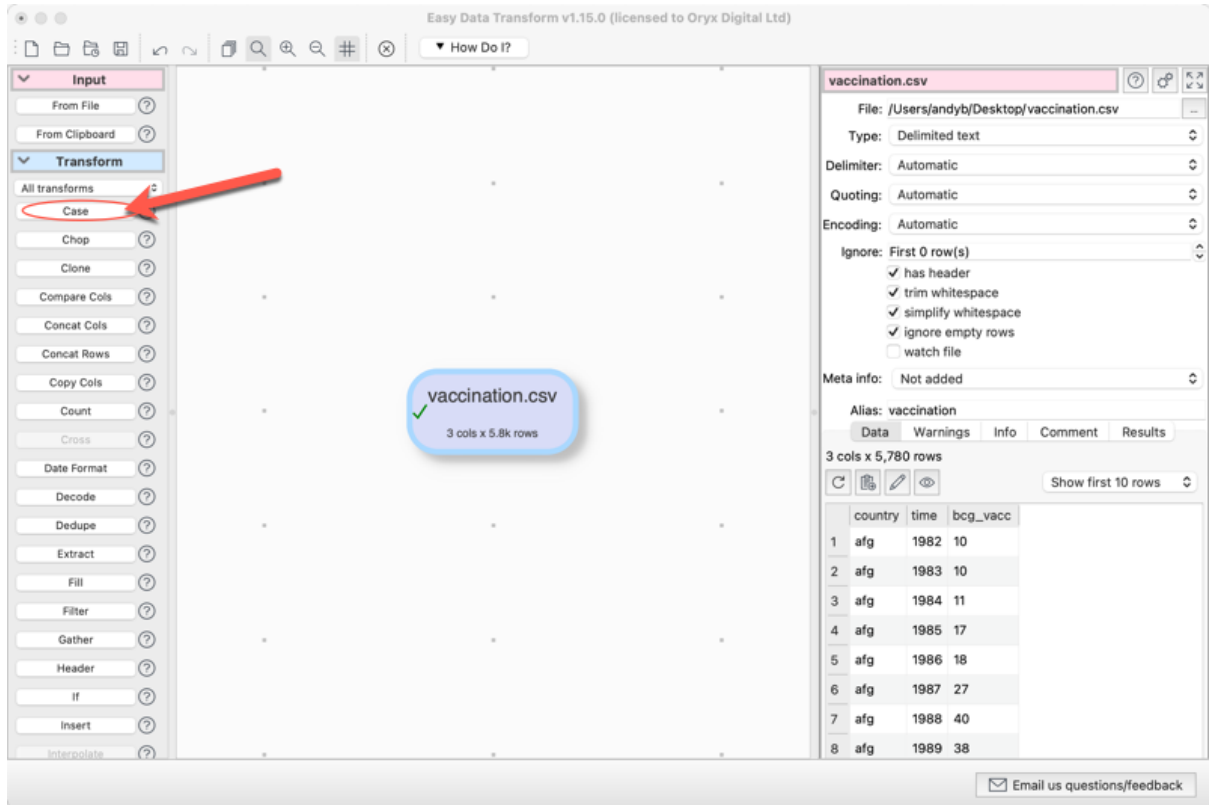 Easy Data Transform v1.15.0 (licensed to Oryx Digital Ltd)
How Do I?
Input
From File
From Clipboard
Transform
All transforms
Case
Chop
Clone
Compare Cols
Concat Cols
Concat Rows
Copy Cols
Count
Cross
Date Format
Decode
Dedupe
Extract
Fill
Filter
Gather
Header
If
Insert
Interpolate
vaccination.csv
3 cols x 5.8k rows
vaccination.csv
File: /Users/andyb/Desktop/vaccination.csv ...
Type: Delimited text
Delimiter: Automatic
Quoting: Automatic
Encoding: Automatic
Ignore: First 0 row(s)
has header
trim whitespace
simplify whitespace
ignore empty rows
watch file
Meta info: Not added
Alias: vaccination
Data Warnings Info Comment Results
3 cols x 5,780 rows
Show first 10 rows
country time bcg_vacc
1 afg 1982 10
2 afg 1983 10
3 afg 1984 11
4 afg 1985 17
5 afg 1986 18
6 afg 1987 27
7 afg 1988 40
8 afg 1989 38
Email us questions/feedback